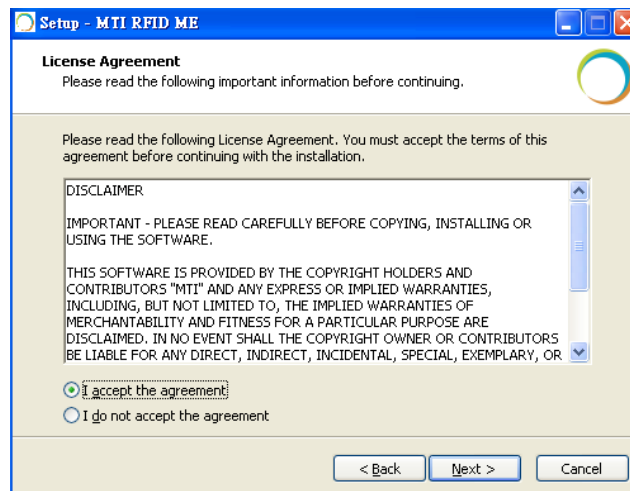 Setup - MTI RFID ME
License Agreement
Please read the following important information before continuing.
Please read the following License Agreement. You must accept the terms of this
agreement before continuing with the installation.
DISCLAIMER
IMPORTANT - PLEASE READ CAREFULLY BEFORE COPYING, INSTALLING OR
USING THE SOFTWARE.
THIS SOFTWARE IS PROVIDED BY THE COPYRIGHT HOLDERS AND
CONTRIBUTORS "MTI" AND ANY EXPRESS OR IMPLIED WARRANTIES,
INCLUDING, BUT NOT LIMITED TO, THE IMPLIED WARRANTIES OF
MERCHANTABILITY AND FITNESS FOR A PARTICULAR PURPOSE ARE
DISCLAIMED. IN NO EVENT SHALL THE COPYRIGHT OWNER OR CONTRIBUTORS
BE LIABLE FOR ANY DIRECT, INDIRECT, INCIDENTAL, SPECIAL, EXEMPLARY, OR
I accept the agreement
I do not accept the agreement
< Back Next > Cancel